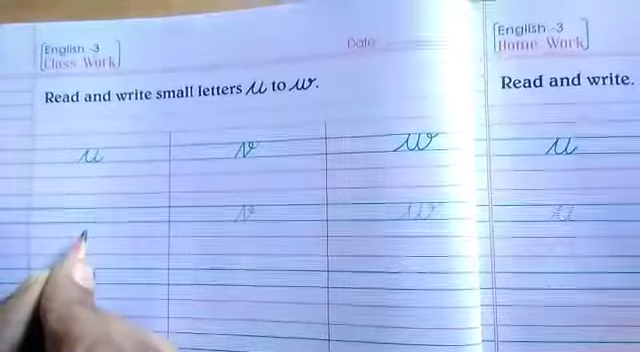 English -3
Class Work
Date
Read and write small letters u to w.
u v w
v w
English -3
Home Work
Read and write.
u
u